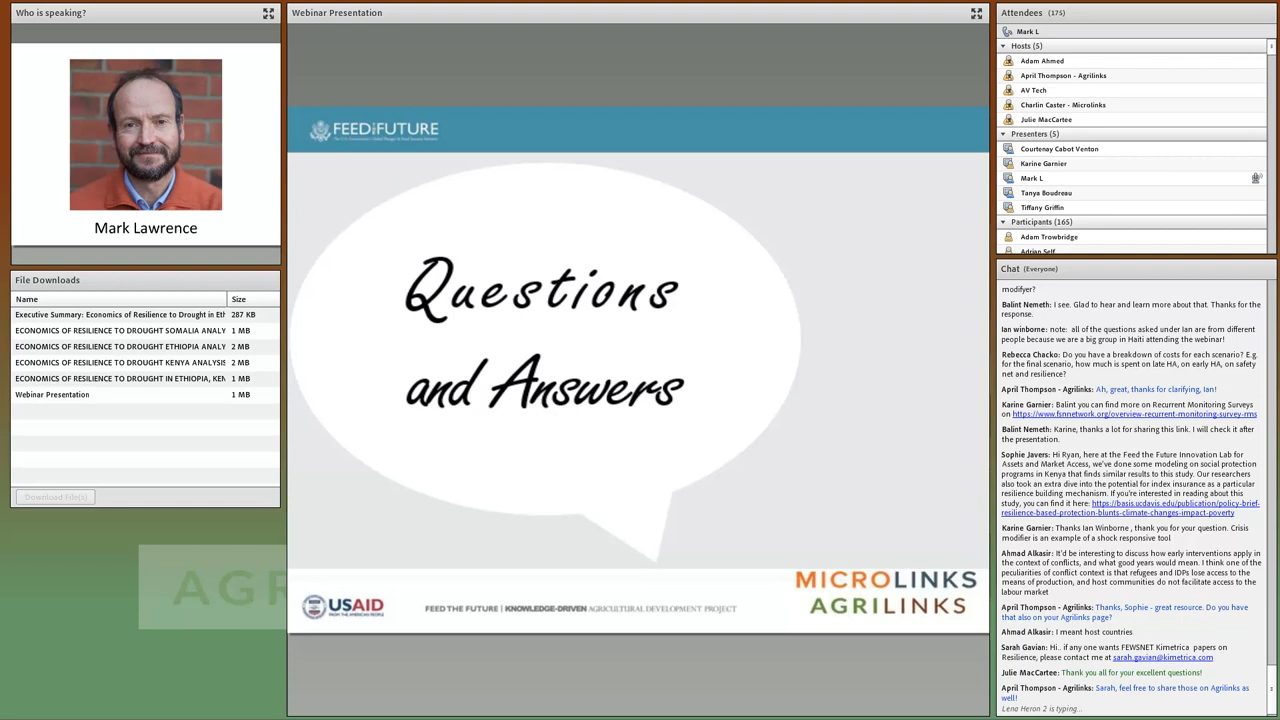 Who is speaking?
Mark Lawrence
File Downloads
Name Size
Executive Summary: Economics of Resilience to Drought in Eth 287 KB
ECONOMICS OF RESILIENCE TO DROUGHT SOMALIA ANALY 1 MB
ECONOMICS OF RESILIENCE TO DROUGHT ETHIOPIA ANALY 2 MB
ECONOMICS OF RESILIENCE TO DROUGHT KENYA ANALYSIS 2 MB
ECONOMICS OF RESILIENCE TO DROUGHT IN ETHIOPIA, KEN 1 MB
Webinar Presentation 1 MB
Download File(s)
AGR
Webinar Presentation
FEED THE FUTURE
Questions
and Answers
USAID
FROM THE AMERICAN PEOPLE
FEED THE FUTURE | KNOWLEDGE-DRIVEN AGRICULTURAL DEVELOPMENT PROJECT
MICROLINKS
AGRILINKS
Attendees (175)
Mark L
Hosts (5)
Adam Ahmed
April Thompson - Agrilinks
AV Tech
Charlin Caster - Microlinks
Julie MacCartee
Presenters (5)
Courtenay Cabot Venton
Karine Garnier
Mark L
Tanya Boudreau
Tiffany Griffin
Participants (165)
Adam Trowbridge
Adrian Self
Chat (Everyone)
modifyer?
Balint Nemeth: I see. Glad to hear and learn more about that. Thanks for the
response.
Ian winborne: note: all of the questions asked under Ian are from different
people because we are a big group in Haiti attending the webinar!
Rebecca Chacko: Do you have a breakdown of costs for each scenario? E.g.
for the final scenario, how much is spent on late HA, on early HA, on safety
net and resilience?
April Thompson - Agrilinks: Ah, great, thanks for clarifying, Ian!
Karine Garnier: Balint you can find more on Recurrent Monitoring Surveys
on https://www.fsnnetwork.org/overview-recurrent-monitoring-survey-rms
Balint Nemeth: Karine, thanks a lot for sharing this link. I will check it after
the presentation.
Sophie Javers: Hi Ryan, here at the Feed the Future Innovation Lab for
Assets and Market Access, we've done some modeling on social protection
programs in Kenya that finds similar results to this study. Our researchers
also took an extra dive into the potential for index insurance as a particular
resilience building mechanism. If you're interested in reading about this
study, you can find it here: https://basis.ucdavis.edu/publication/policy-brief-
resilience-based-protection-blunts-climate-changes-impact-poverty
Karine Garnier: Thanks Ian Winborne , thank you for your question. Crisis
modifier is an example of a shock responsive tool
Ahmad Alkasir: It'd be interesting to discuss how early interventions apply in
the context of conflicts, and what good years would mean. I think one of the
peculiarities of conflict context is that refugees and IDPs lose access to the
means of production, and host communities do not facilitate access to the
labour market
April Thompson - Agrilinks: Thanks, Sophie - great resource. Do you have
that also on your Agrilinks page?
Ahmad Alkasir: I meant host countries
Sarah Gavian: Hi.. if any one wants FEWSNET Kimetrica papers on
Resilience, please contact me at sarah.gavian@kimetrica.com
Julie MacCartee: Thank you all for your excellent questions!
April Thompson - Agrilinks: Sarah, feel free to share those on Agrilinks as
well!
Lena Heron 2 is typing...